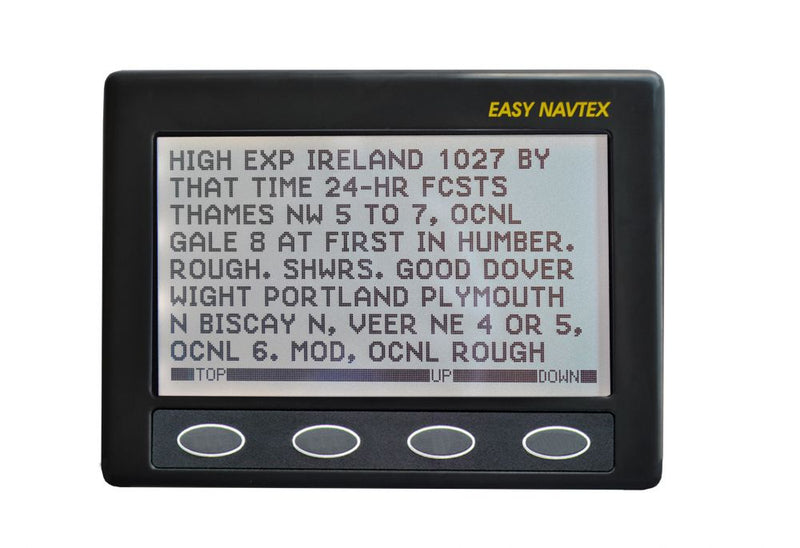 EASY NAVTEX
HIGH EXP IRELAND 1027 BY
THAT TIME 24-HR FCSTS
THAMES NW 5 TO 7, OCNL
GALE 8 AT FIRST IN HUMBER.
ROUGH. SHWRS. GOOD DOVER
WIGHT PORTLAND PLYMOUTH
N BISCAY N, VEER NE 4 OR 5,
OCNL 6. MOD, OCNL ROUGH
TOP UP DOWN